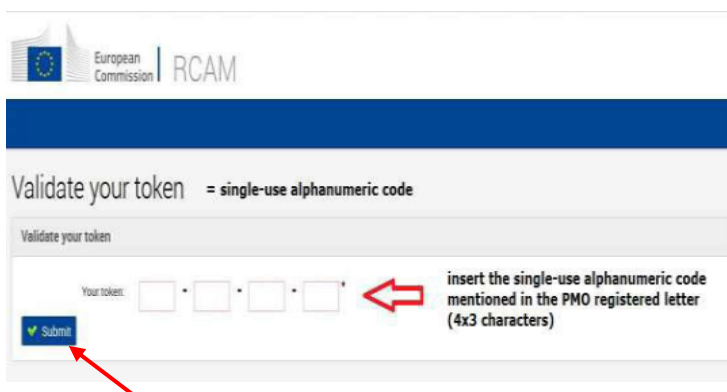 European
Commission
RCAM
Validate your token = single-use alphanumeric code
Validate your token
Your token: - - - *
insert the single-use alphanumeric code
mentioned in the PMO registered letter
(4x3 characters)
Submit